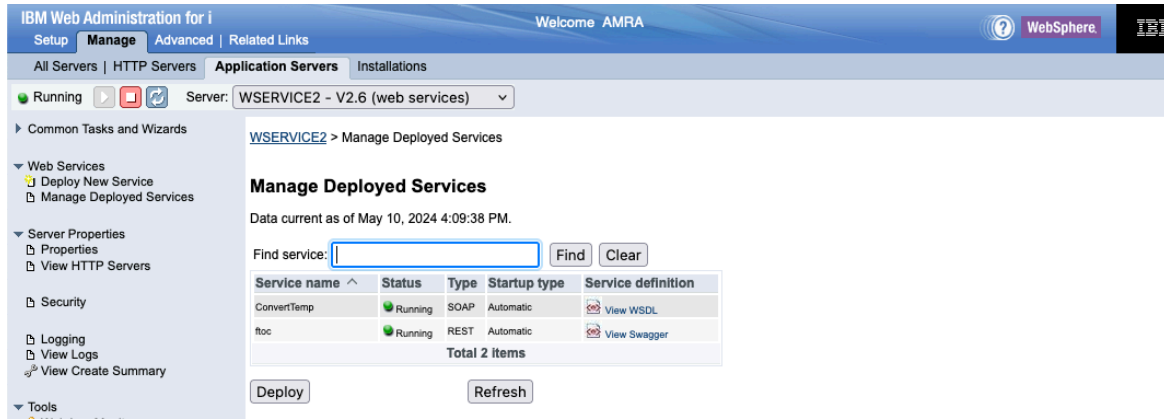 IBM Web Administration for i
Welcome AMRA
WebSphere.
Setup Manage Advanced | Related Links
All Servers | HTTP Servers Application Servers Installations
Running Server: WSERVICE2 - V2.6 (web services)
Common Tasks and Wizards
Web Services
Deploy New Service
Manage Deployed Services
Server Properties
Properties
View HTTP Servers
Security
Logging
View Logs
View Create Summary
Tools
WSERVICE2 > Manage Deployed Services
Manage Deployed Services
Data current as of May 10, 2024 4:09:38 PM.
Find service: Find Clear
Service name Status Type Startup type Service definition
ConvertTemp Running SOAP Automatic View WSDL
ftoc Running REST Automatic View Swagger
Total 2 items
Deploy Refresh